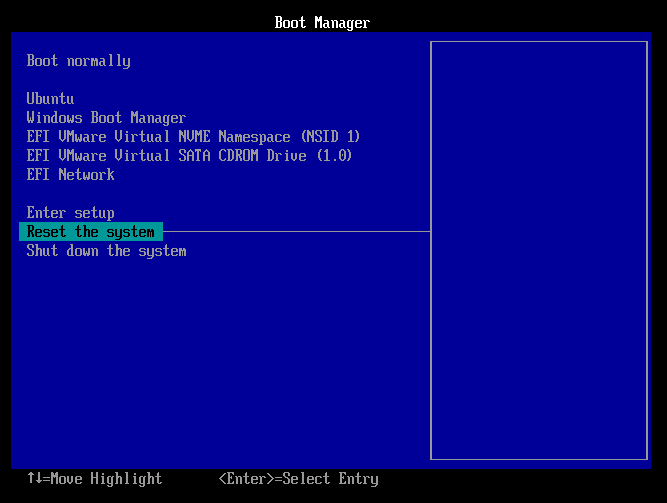 Boot Manager
Boot normally
Ubuntu
Windows Boot Manager
EFI VMware Virtual NVME Namespace (NSID 1)
EFI VMware Virtual SATA CDROM Drive (1.0)
EFI Network
Enter setup
Reset the system
Shut down the system
↑↓=Move Highlight <Enter>=Select Entry